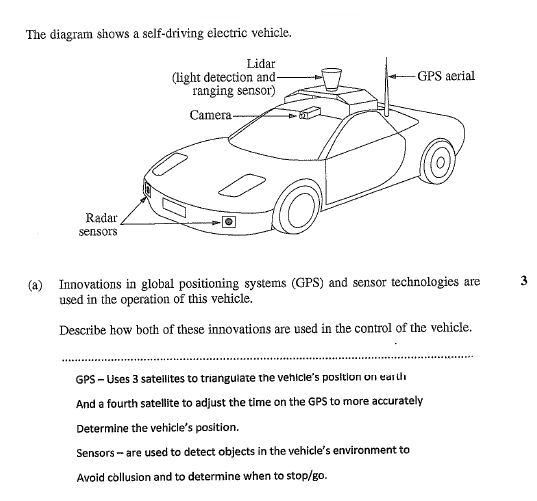 The diagram shows a self-driving electric vehicle.
Lidar
(light detection and
ranging sensor)
GPS aerial
Camera
Radar
sensors
(a) Innovations in global positioning systems (GPS) and sensor technologies are 3
used in the operation of this vehicle.
Describe how both of these innovations are used in the control of the vehicle.
GPS – Uses 3 satellites to triangulate the vehicle's position on earth
And a fourth satellite to adjust the time on the GPS to more accurately
Determine the vehicle's position.
Sensors – are used to detect objects in the vehicle's environment to
Avoid collusion and to determine when to stop/go.